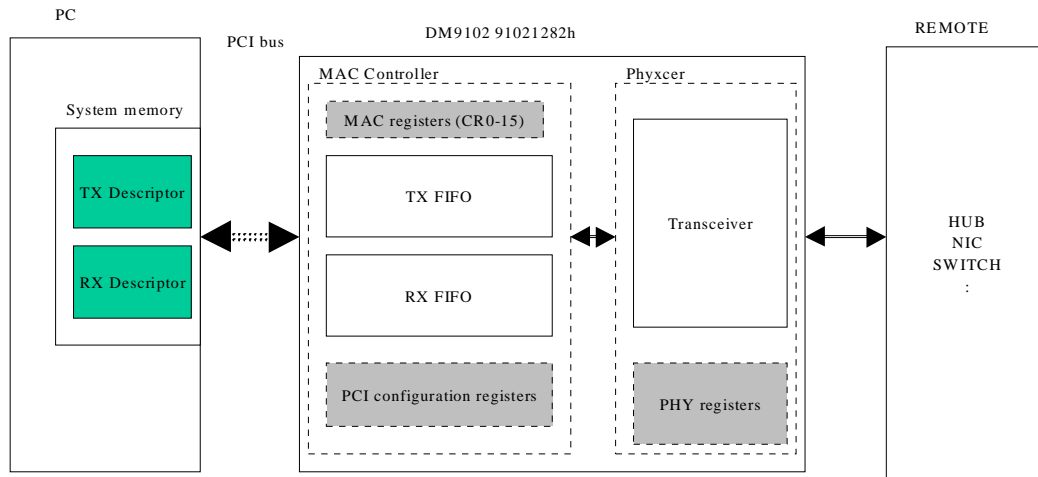 PC
PCI bus
DM9102 91021282h
REMOTE
System memory
TX Descriptor
RX Descriptor
MAC Controller
MAC registers (CR0-15)
TX FIFO
RX FIFO
PCI configuration registers
Phyxcer
Transceiver
PHY registers
HUB
NIC
SWITCH
: